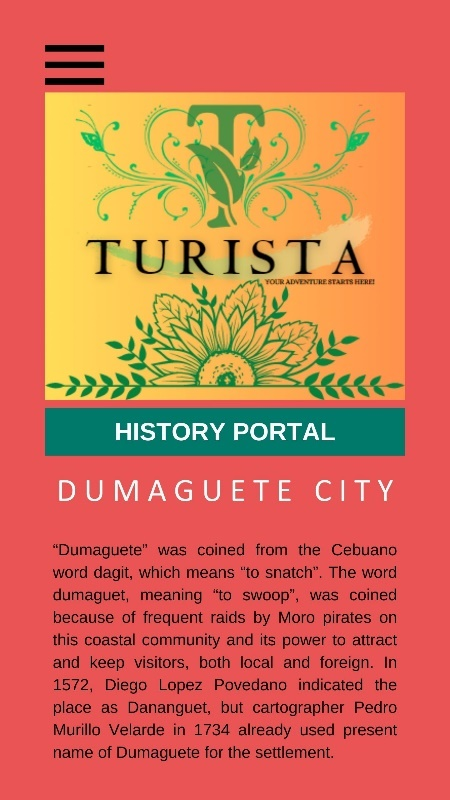 T
TURISTA
YOUR ADVENTURE STARTS HERE!
HISTORY PORTAL
DUMAGUETE CITY
“Dumaguete” was coined from the Cebuano
word dagit, which means “to snatch”. The word
dumaguet, meaning “to swoop”, was coined
because of frequent raids by Moro pirates on
this coastal community and its power to attract
and keep visitors, both local and foreign. In
1572, Diego Lopez Povedano indicated the
place as Dananguet, but cartographer Pedro
Murillo Velarde in 1734 already used present
name of Dumaguete for the settlement.